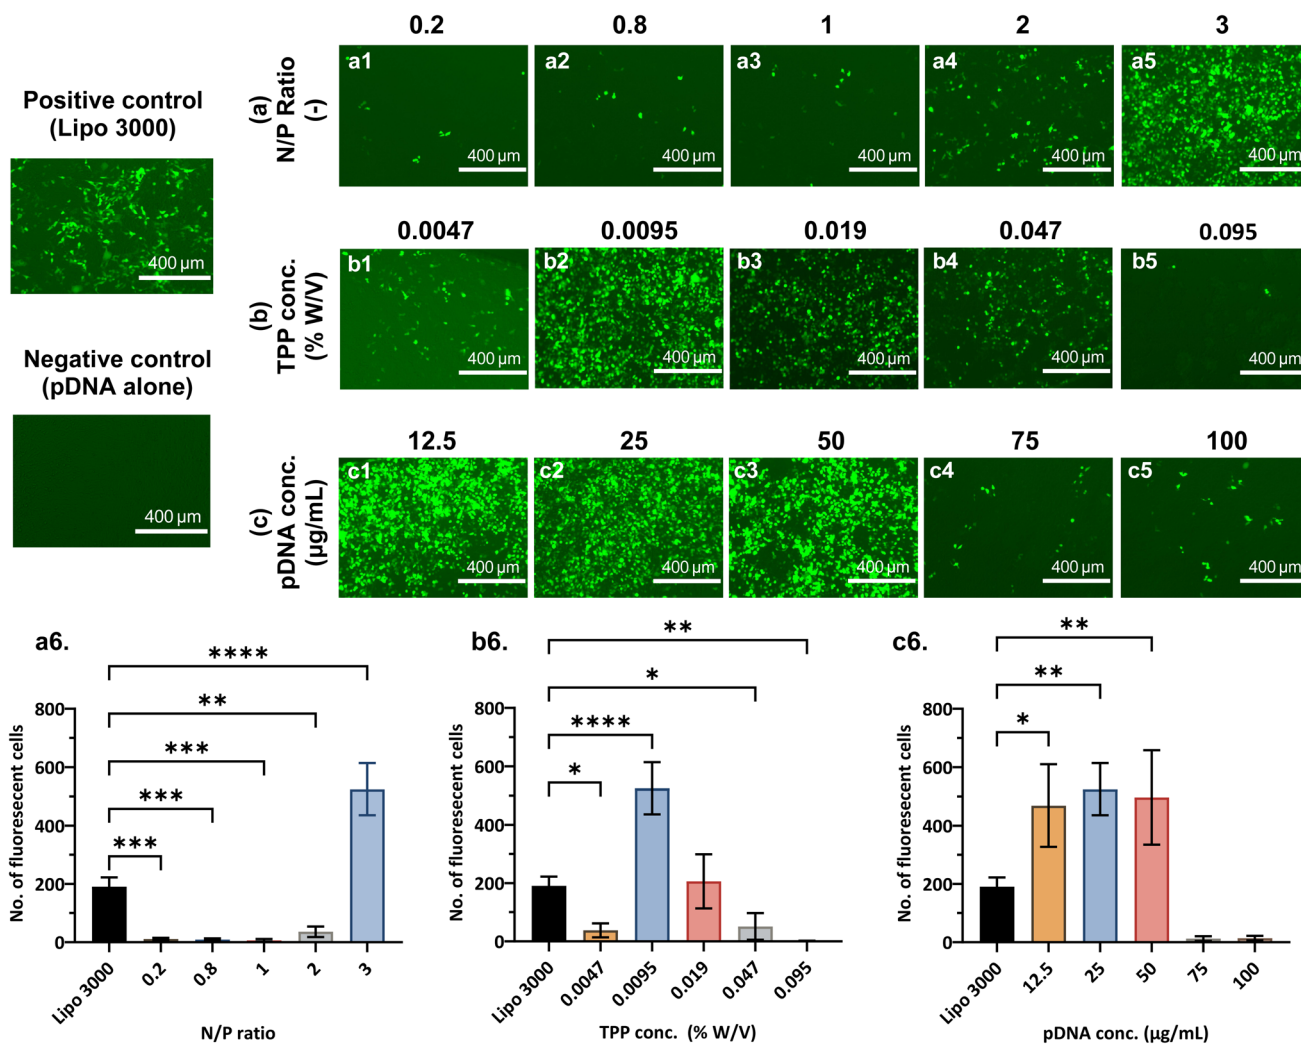 0.2 0.8 1 2 3
Positive control
(Lipo 3000)
400 µm
Negative control
(pDNA alone)
400 µm
(a)
N/P Ratio
(-)
a1 a2 a3 a4 a5
400 µm 400 µm 400 µm 400 µm 400 µm
0.0047 0.0095 0.019 0.047 0.095
(b)
TPP conc.
(% W/V)
b1 b2 b3 b4 b5
400 µm 400 µm 400 µm 400 µm 400 µm
12.5 25 50 75 100
(c)
pDNA conc.
(µg/mL)
c1 c2 c3 c4 c5
400 µm 400 µm 400 µm 400 µm 400 µm
a6.
****
**
***
***
***
No. of fluoresecent cells
800
600
400
200
0
Lipo 3000 0.2 0.8 1 2 3
N/P ratio
b6.
**
*
****
*
No. of fluoresecent cells
800
600
400
200
0
Lipo 3000 0.0047 0.0095 0.019 0.047 0.095
TPP conc. (% W/V)
c6.
**
**
*
No. of fluoresecent cells
800
600
400
200
0
Lipo 3000 12.5 25 50 75 100
pDNA conc. (µg/mL)